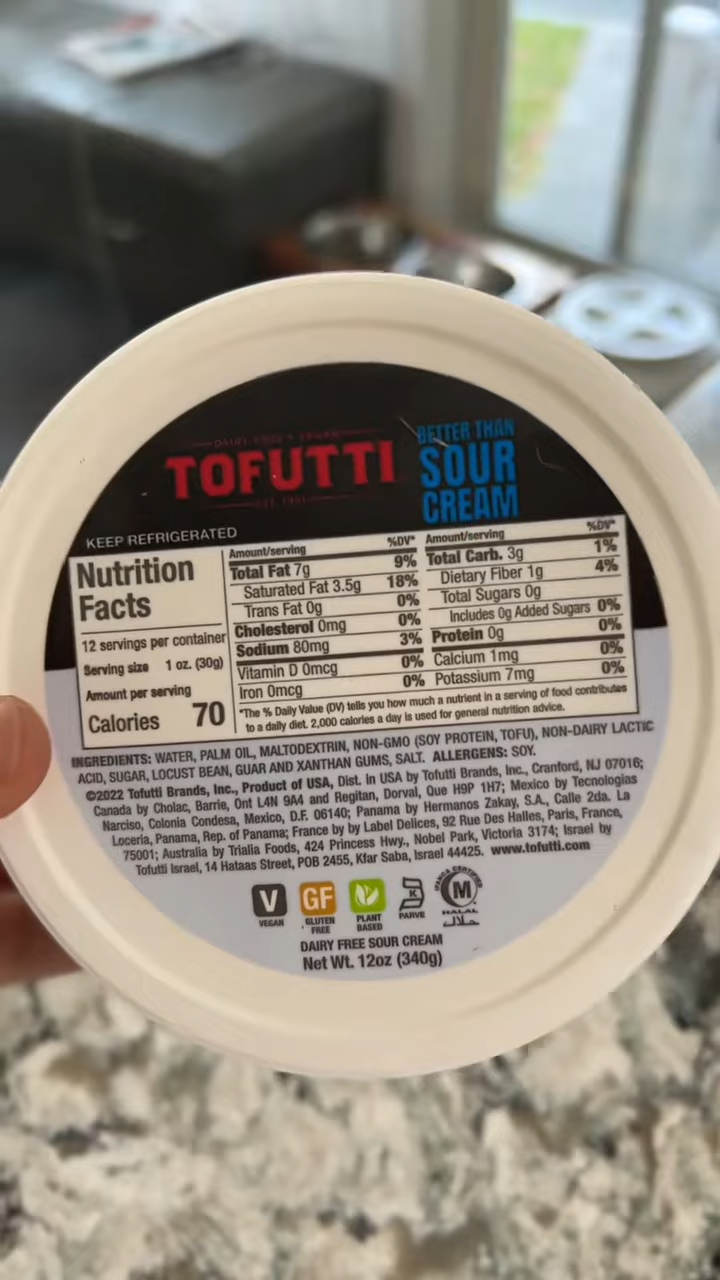 DAIRY FREE • VEGAN
TOFUTTI
EST. 1981
BETTER THAN
SOUR
CREAM
KEEP REFRIGERATED
Nutrition
Facts
12 servings per container
Serving size 1 oz. (30g)
Amount per serving
Calories 70
Amount/serving %DV*
Total Fat 7g 9%
Saturated Fat 3.5g 18%
Trans Fat 0g 0%
Cholesterol 0mg 0%
Sodium 80mg 3%
Vitamin D 0mcg 0%
Iron 0mcg 0%
Amount/serving %DV*
Total Carb. 3g 1%
Dietary Fiber 1g 4%
Total Sugars 0g
Includes 0g Added Sugars 0%
Protein 0g 0%
Calcium 1mg 0%
Potassium 7mg 0%
*The % Daily Value (DV) tells you how much a nutrient in a serving of food contributes
to a daily diet. 2,000 calories a day is used for general nutrition advice.
INGREDIENTS: WATER, PALM OIL, MALTODEXTRIN, NON-GMO (SOY PROTEIN, TOFU), NON-DAIRY LACTIC
ACID, SUGAR, LOCUST BEAN, GUAR AND XANTHAN GUMS, SALT. ALLERGENS: SOY.
©2022 Tofutti Brands, Inc., Product of USA, Dist. in USA by Tofutti Brands, Inc., Cranford, NJ 07016;
Canada by Cholac, Barrie, Ont L4N 9A4 and Regitan, Dorval, Que H9P 1H7; Mexico by Tecnologias
Narciso, Colonia Condesa, Mexico, D.F. 06140; Panama by Hermanos Zakay, S.A., Calle 2da. La
Loceria, Panama, Rep. of Panama; France by by Label Delices, 92 Rue Des Halles, Paris, France,
75001; Australia by Trialia Foods, 424 Princess Hwy., Nobel Park, Victoria 3174; Israel by
Tofutti Israel, 14 Hataas Street, POB 2455, Kfar Saba, Israel 44425. www.tofutti.com
V
VEGAN
GF
GLUTEN
FREE
PLANT
BASED
K
PARVE
IFANCA CERTIFIED
M
HALAL
حلال
DAIRY FREE SOUR CREAM
Net Wt. 12oz (340g)